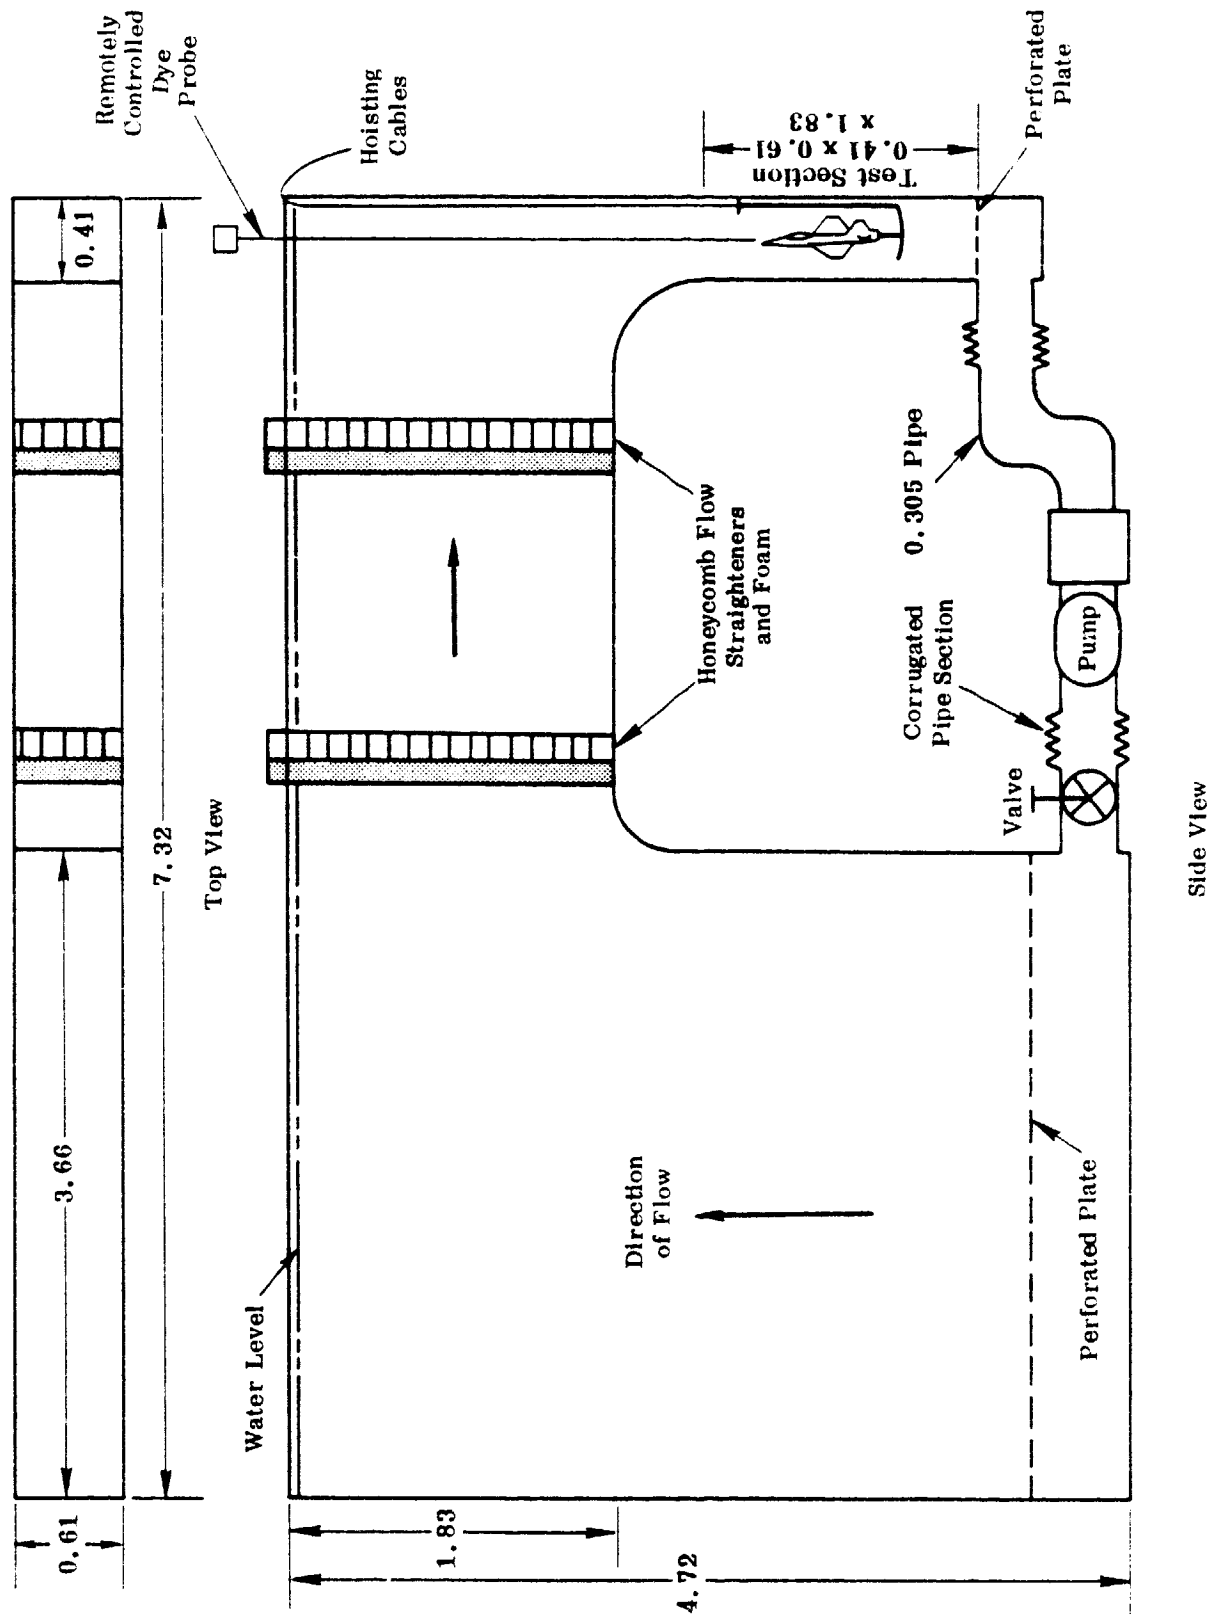 0.61
3.66
0.41
7.32
Top View
Remotely
Controlled
Dye
Probe
Hoisting
Cables
Water Level
1.83
4.72
Direction
of Flow
Honeycomb Flow
Straighteners
and Foam
Test Section
0.41 x 0.61
x 1.83
Perforated
Plate
0.305 Pipe
Corrugated
Pipe Section
Valve
Pump
Perforated Plate
Side View